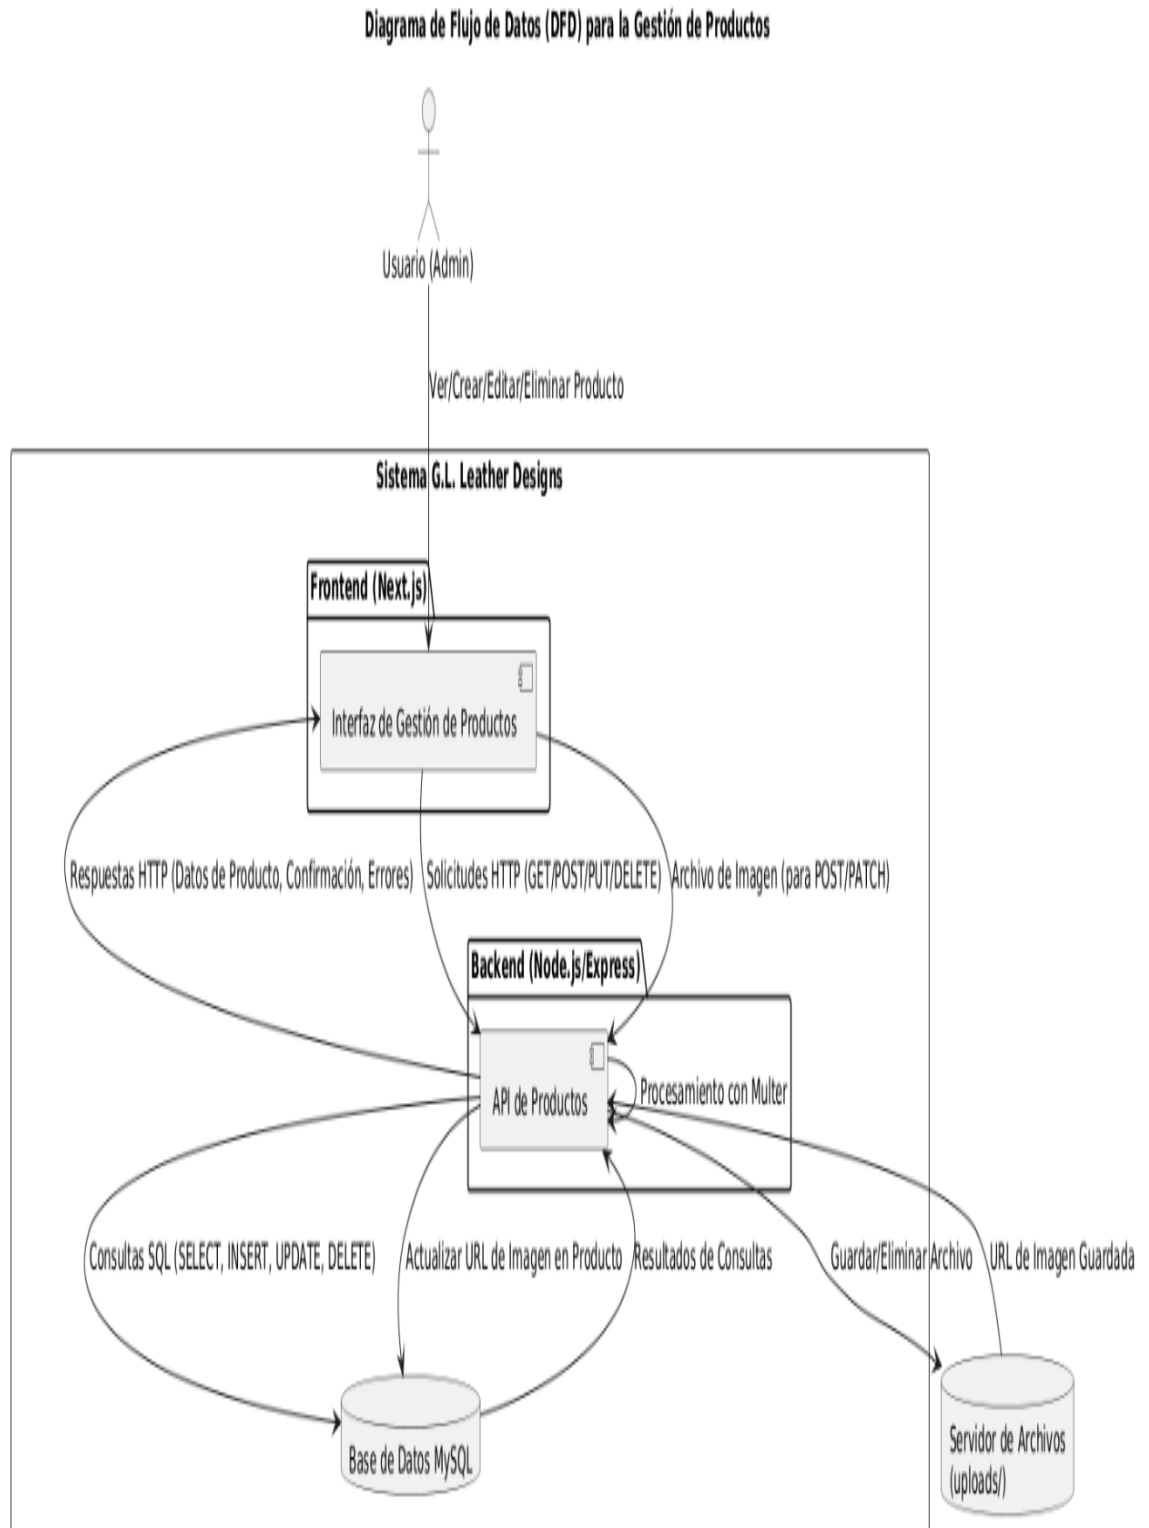 Diagrama de Flujo de Datos (DFD) para la Gestión de Productos
Usuario (Admin)
Ver/Crear/Editar/Eliminar Producto
Sistema G.L. Leather Designs
Frontend (Next.js)
Interfaz de Gestión de Productos
Respuestas HTTP (Datos de Producto, Confirmación, Errores)
Solicitudes HTTP (GET/POST/PUT/DELETE)
Archivo de Imagen (para POST/PATCH)
Backend (Node.js/Express)
API de Productos
Procesamiento con Multer
Consultas SQL (SELECT, INSERT, UPDATE, DELETE)
Actualizar URL de Imagen en Producto
Resultados de Consultas
Guardar/Eliminar Archivo
URL de Imagen Guardada
Base de Datos MySQL
Servidor de Archivos
(uploads/)